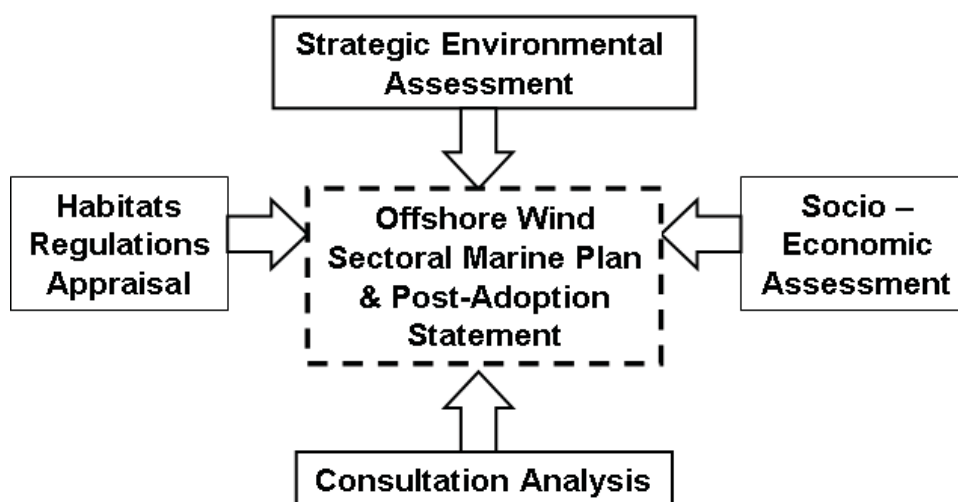 Strategic Environmental
Assessment
Habitats
Regulations
Appraisal
Offshore Wind
Sectoral Marine Plan
& Post-Adoption
Statement
Socio –
Economic
Assessment
Consultation Analysis